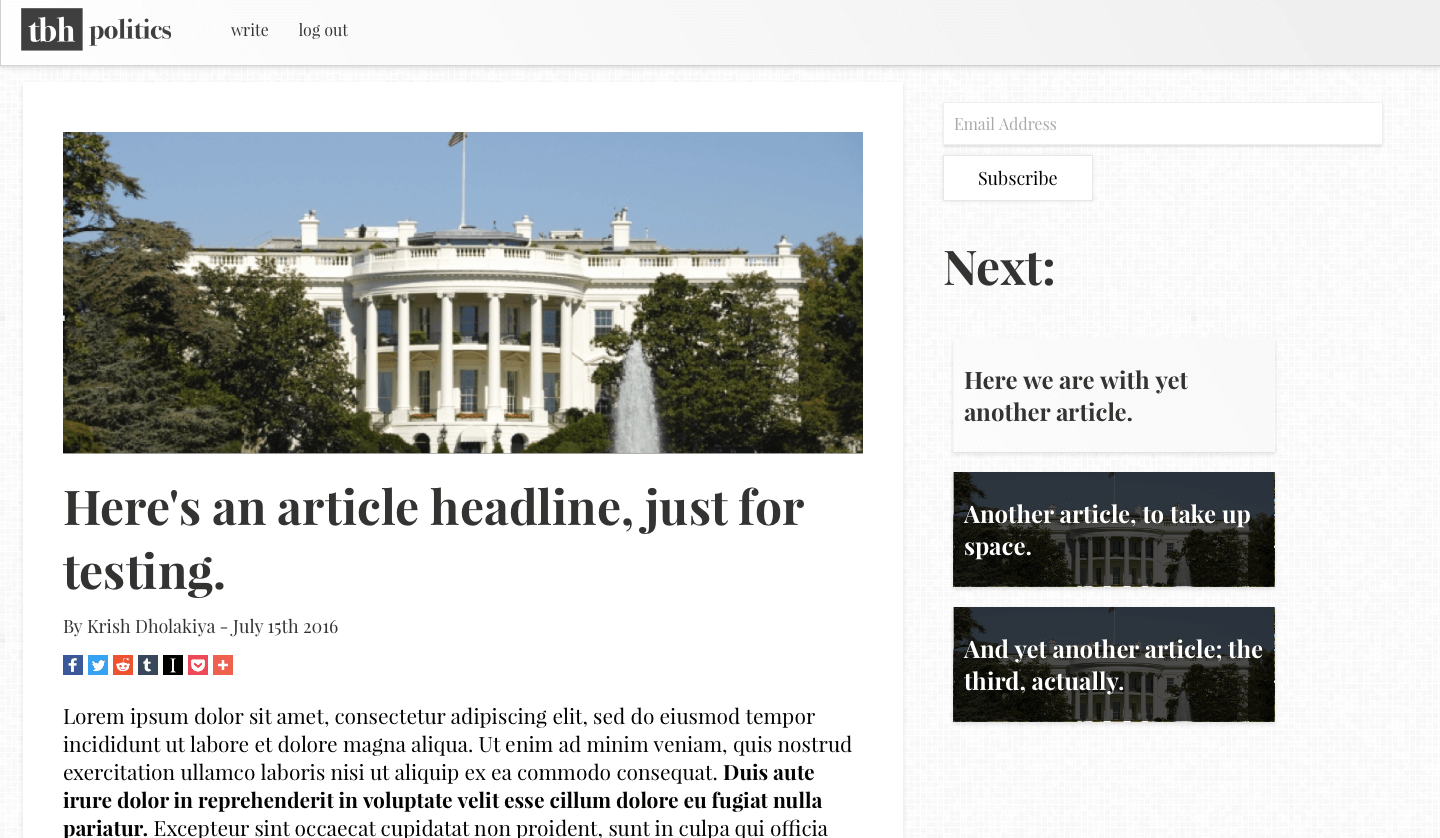 tbh politics write log out
Email Address
Subscribe
Next:
Here we are with yet
another article.
Another article, to take up
space.
And yet another article; the
third, actually.
Here's an article headline, just for
testing.
By Krish Dholakiya - July 15th 2016
Lorem ipsum dolor sit amet, consectetur adipiscing elit, sed do eiusmod tempor
incididunt ut labore et dolore magna aliqua. Ut enim ad minim veniam, quis nostrud
exercitation ullamco laboris nisi ut aliquip ex ea commodo consequat. Duis aute
irure dolor in reprehenderit in voluptate velit esse cillum dolore eu fugiat nulla
pariatur. Excepteur sint occaecat cupidatat non proident, sunt in culpa qui officia